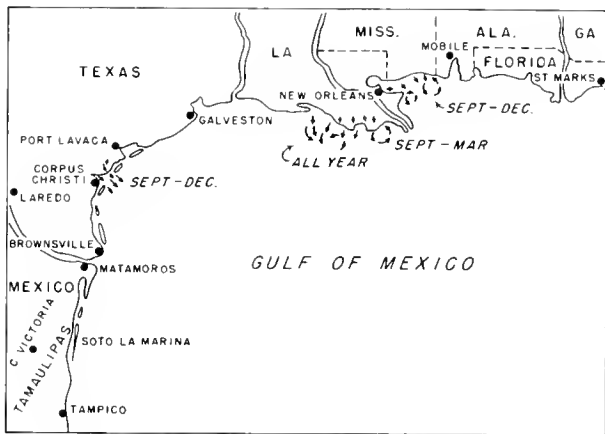 MISS.
ALA.
GA
LA
MOBILE
FLORIDA
TEXAS
ST MARKS
NEW ORLEANS
SEPT-DEC.
GALVESTON
PORT LAVACA
SEPT-MAR
ALL YEAR
CORPUS
CHRISTI
SEPT-DEC.
LAREDO
BROWNSVILLE
GULF OF MEXICO
MATAMOROS
MEXICO
C VICTORIA
TAMAULIPAS
SOTO LA MARINA
TAMPICO